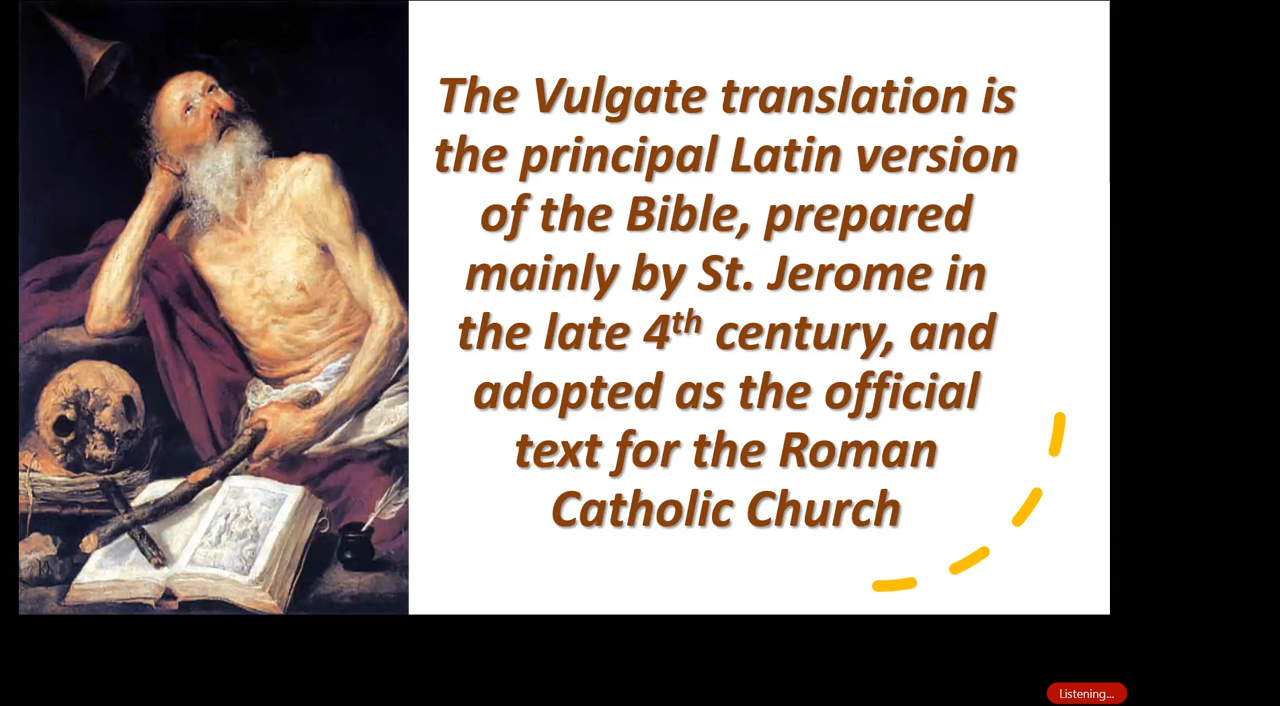 The Vulgate translation is
the principal Latin version
of the Bible, prepared
mainly by St. Jerome in
the late 4th century, and
adopted as the official
text for the Roman
Catholic Church
Listening...